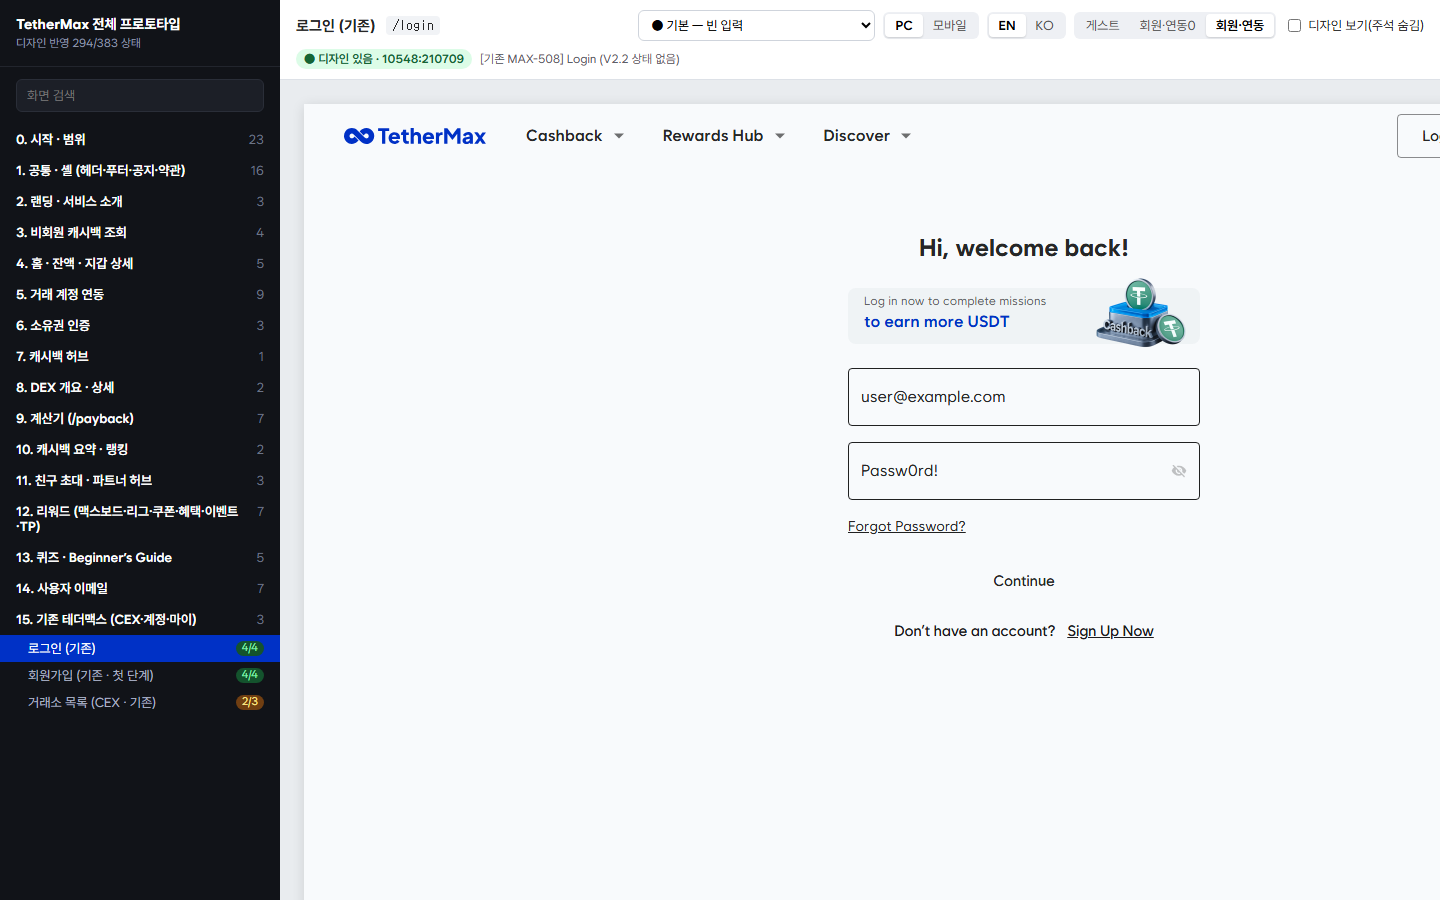 TetherMax 전체 프로토타입
디자인 반영 294/383 상태
화면 검색
0. 시작 · 범위 23
1. 공통 · 셸 (헤더·푸터·공지·약관) 16
2. 랜딩 · 서비스 소개 3
3. 비회원 캐시백 조회 4
4. 홈 · 잔액 · 지갑 상세 5
5. 거래 계정 연동 9
6. 소유권 인증 3
7. 캐시백 허브 1
8. DEX 개요 · 상세 2
9. 계산기 (/payback) 7
10. 캐시백 요약 · 랭킹 2
11. 친구 초대 · 파트너 허브 3
12. 리워드 (맥스보드·리그·쿠폰·혜택·이벤트 7
·TP)
13. 퀴즈 · Beginner’s Guide 5
14. 사용자 이메일 7
15. 기존 테더맥스 (CEX·계정·마이) 3
로그인 (기존) 4/4
회원가입 (기존 · 첫 단계) 4/4
거래소 목록 (CEX · 기존) 2/3
로그인 (기존) /login ● 기본 — 빈 입력 PC 모바일 EN KO 게스트 회원·연동0 회원·연동 디자인 보기(주석 숨김)
● 디자인 있음 · 10548:210709 [기존 MAX-508] Login (V2.2 상태 없음)
TetherMax Cashback Rewards Hub Discover Lo
Hi, welcome back!
Log in now to complete missions
to earn more USDT
Cashback
user@example.com
Passw0rd!
Forgot Password?
Continue
Don’t have an account? Sign Up Now